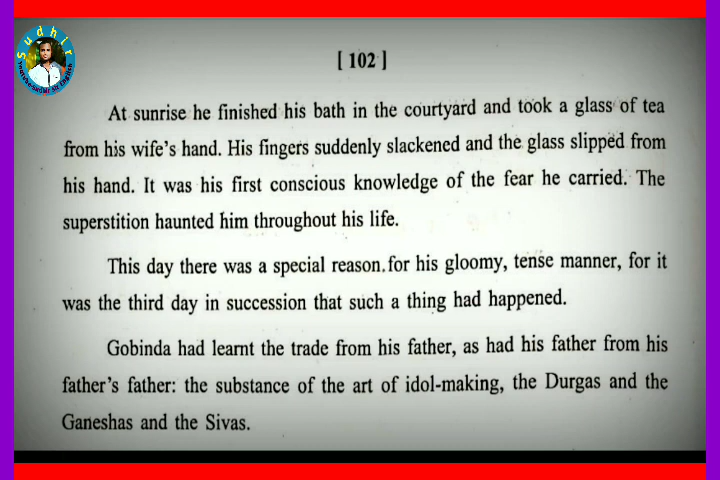 Sudhir
[ 102 ]
At sunrise he finished his bath in the courtyard and took a glass of tea
from his wife's hand. His fingers suddenly slackened and the glass slipped from
his hand. It was his first conscious knowledge of the fear he carried. The
superstition haunted him throughout his life.
This day there was a special reason.for his gloomy, tense manner, for it
was the third day in succession that such a thing had happened.
Gobinda had learnt the trade from his father, as had his father from his
father's father: the substance of the art of idol-making, the Durgas and the
Ganeshas and the Sivas.